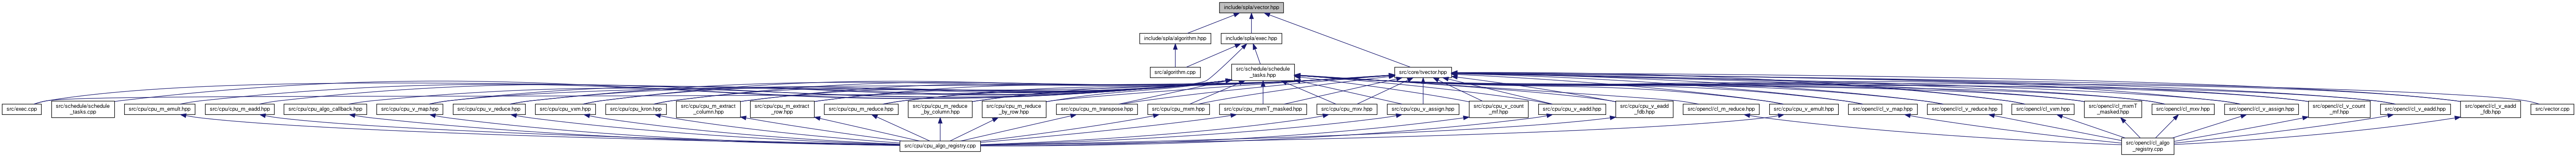 include/spla/vector.hpp
include/spla/algorithm.hpp
include/spla/exec.hpp
src/algorithm.cpp
src/schedule/schedule
_tasks.hpp
src/core/tvector.hpp
src/exec.cpp
src/schedule/schedule
_tasks.cpp
src/cpu/cpu_m_emult.hpp
src/cpu/cpu_m_eadd.hpp
src/cpu/cpu_algo_callback.hpp
src/cpu/cpu_v_map.hpp
src/cpu/cpu_v_reduce.hpp
src/cpu/cpu_vxm.hpp
src/cpu/cpu_kron.hpp
src/cpu/cpu_m_extract
_column.hpp
src/cpu/cpu_m_extract
_row.hpp
src/cpu/cpu_m_reduce.hpp
src/cpu/cpu_m_reduce
_by_column.hpp
src/cpu/cpu_m_reduce
_by_row.hpp
src/cpu/cpu_m_transpose.hpp
src/cpu/cpu_mxm.hpp
src/cpu/cpu_mxmT_masked.hpp
src/cpu/cpu_mxv.hpp
src/cpu/cpu_v_assign.hpp
src/cpu/cpu_v_count
_mf.hpp
src/cpu/cpu_v_eadd.hpp
src/cpu/cpu_v_eadd
_fdb.hpp
src/opencl/cl_m_reduce.hpp
src/cpu/cpu_v_emult.hpp
src/opencl/cl_v_map.hpp
src/opencl/cl_v_reduce.hpp
src/opencl/cl_vxm.hpp
src/opencl/cl_mxmT
_masked.hpp
src/opencl/cl_mxv.hpp
src/opencl/cl_v_assign.hpp
src/opencl/cl_v_count
_mf.hpp
src/opencl/cl_v_eadd.hpp
src/opencl/cl_v_eadd
_fdb.hpp
src/vector.cpp
src/cpu/cpu_algo_registry.cpp
src/opencl/cl_algo
_registry.cpp